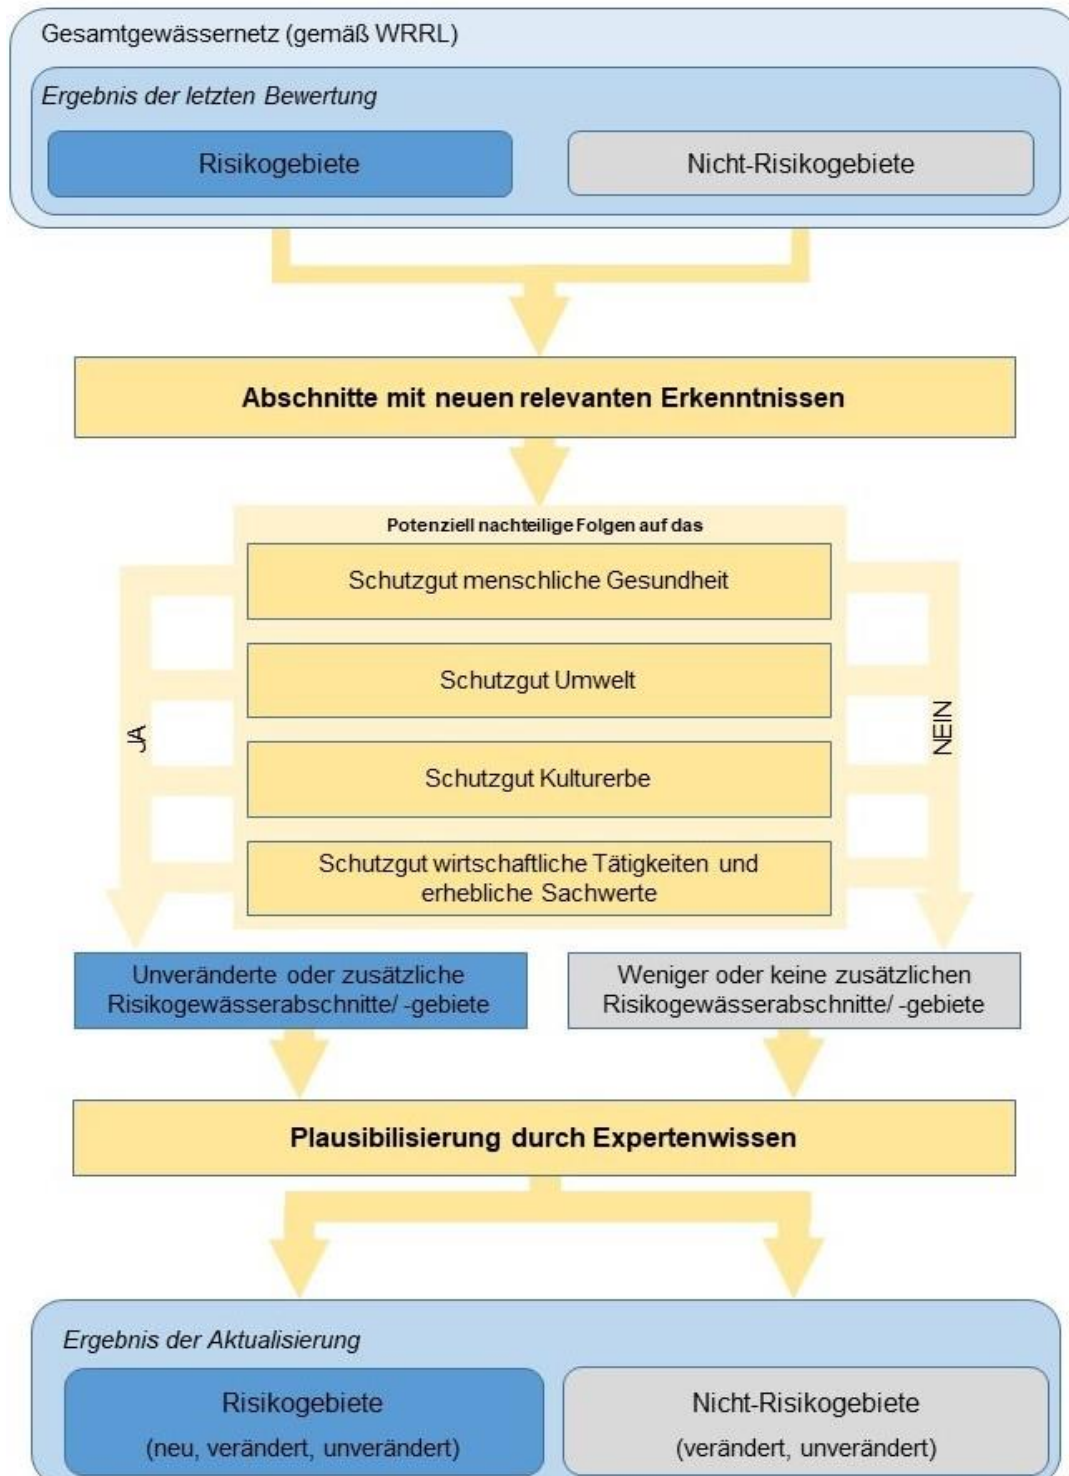 Gesamtgewässernetz (gemäß WRRL)
Ergebnis der letzten Bewertung
Risikogebiete
Nicht-Risikogebiete
Abschnitte mit neuen relevanten Erkenntnissen
Potenziell nachteilige Folgen auf das
Schutzgut menschliche Gesundheit
Schutzgut Umwelt
JA
NEIN
Schutzgut Kulturerbe
Schutzgut wirtschaftliche Tätigkeiten und
erhebliche Sachwerte
Unveränderte oder zusätzliche
Risikogewässerabschnitte/ -gebiete
Weniger oder keine zusätzlichen
Risikogewässerabschnitte/ -gebiete
Plausibilisierung durch Expertenwissen
Ergebnis der Aktualisierung
Risikogebiete
(neu, verändert, unverändert)
Nicht-Risikogebiete
(verändert, unverändert)